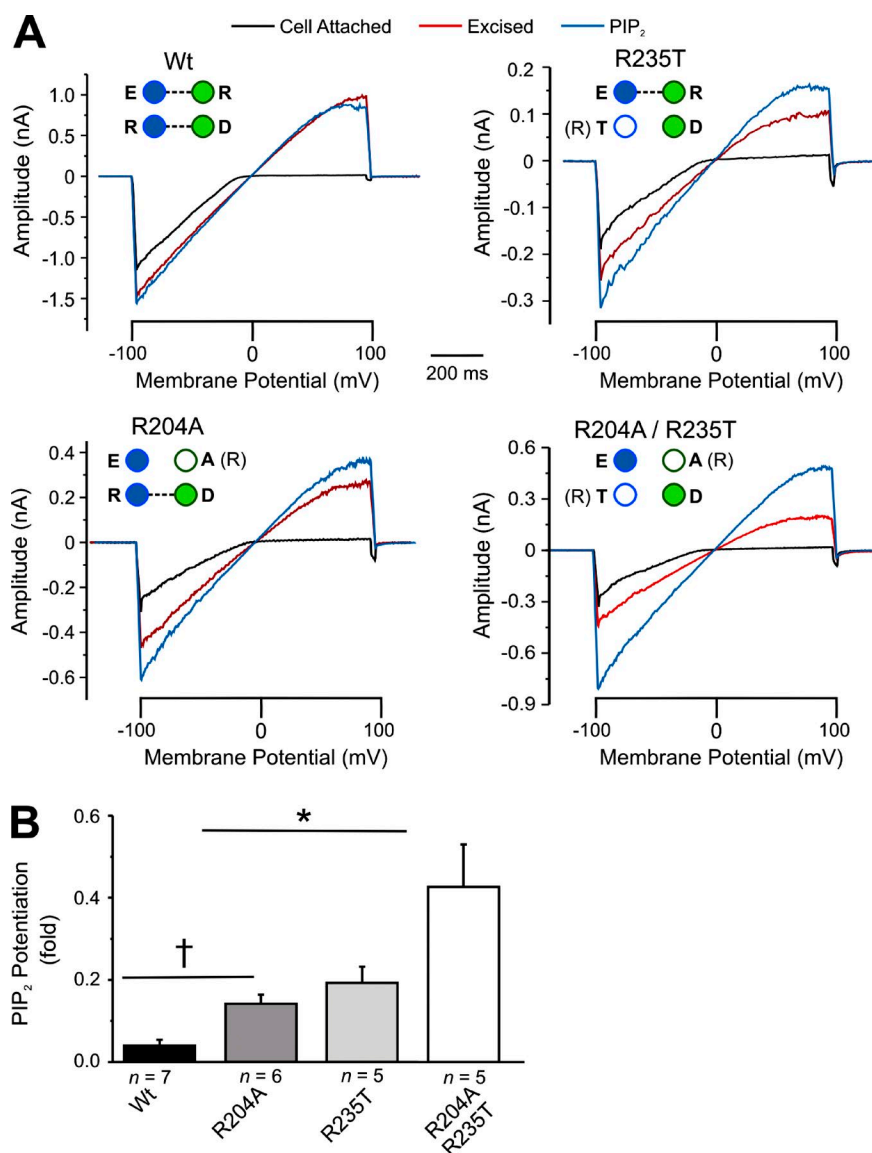 A
Cell Attached Excised PIP2
Wt
E R
R D
Amplitude (nA)
1.0
0.5
0
-0.5
-1.0
-1.5
-100 0 100
Membrane Potential (mV)
R235T
E R
(R) T D
Amplitude (nA)
0.2
0.1
0
-0.1
-0.2
-0.3
-100 0 100
Membrane Potential (mV)
200 ms
R204A
E A (R)
R D
Amplitude (nA)
0.4
0.2
0
-0.2
-0.4
-0.6
-100 0 100
Membrane Potential (mV)
R204A / R235T
E A (R)
(R) T D
Amplitude (nA)
0.6
0.3
0
-0.3
-0.6
-0.9
-100 0 100
Membrane Potential (mV)
B
PIP2 Potentiation
(fold)
0.6
0.4
0.2
0.0
*
†
n = 7 n = 6 n = 5 n = 5
Wt
R204A
R235T
R204A
R235T